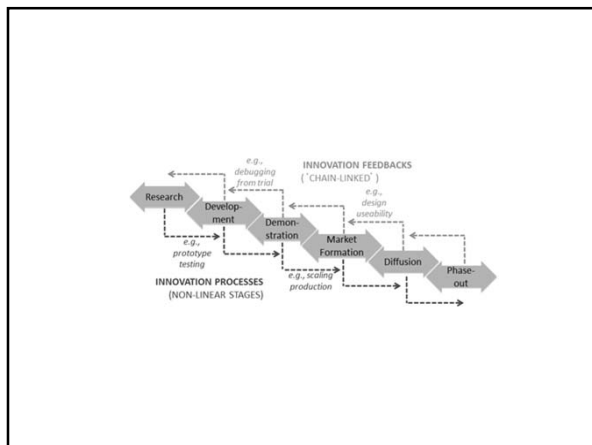 INNOVATION FEEDBACKS
(`CHAIN-LINKED`)
e.g.,
debugging
from trial
e.g.,
design
useability
Research
Develop-
ment
Demon-
stration
Market
Formation
Diffusion
Phase-
out
e.g.,
prototype
testing
e.g., scaling
production
INNOVATION PROCESSES
(NON-LINEAR STAGES)